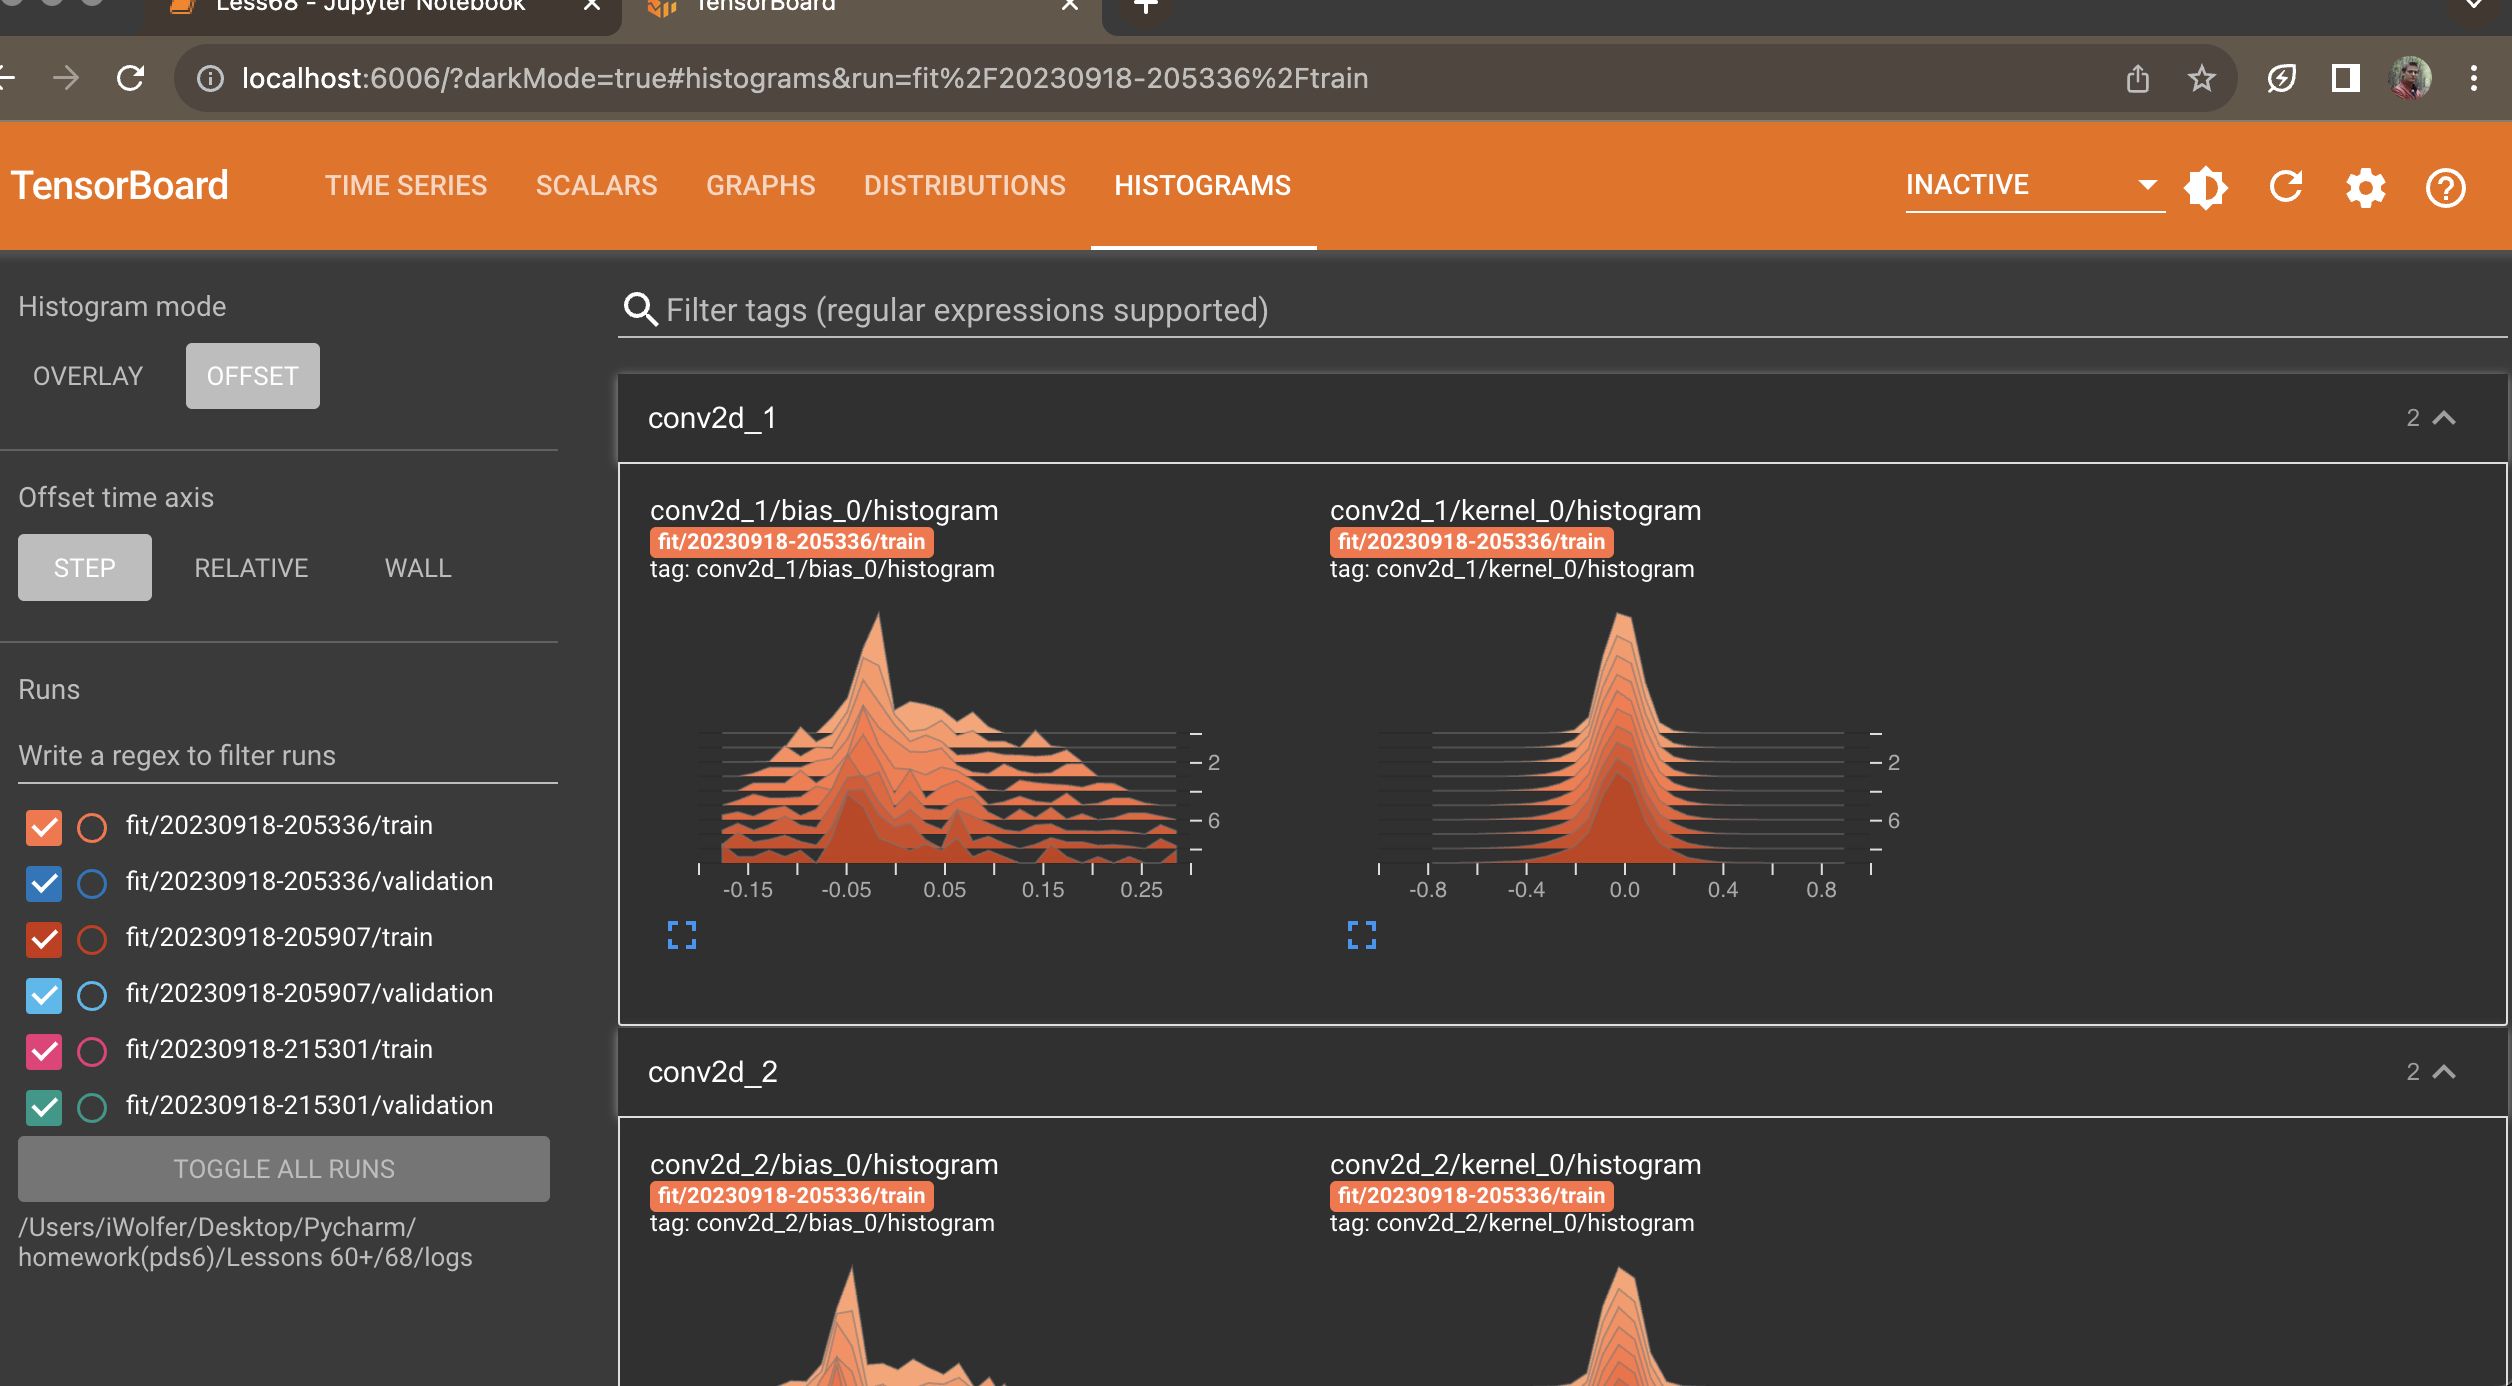 Less68 - Jupyter Notebook
TensorBoard
localhost:6006/?darkMode=true#histograms&run=fit%2F20230918-205336%2Ftrain
TensorBoard
TIME SERIES
SCALARS
GRAPHS
DISTRIBUTIONS
HISTOGRAMS
INACTIVE
Histogram mode
OVERLAY
OFFSET
Offset time axis
STEP
RELATIVE
WALL
Runs
Write a regex to filter runs
fit/20230918-205336/train
fit/20230918-205336/validation
fit/20230918-205907/train
fit/20230918-205907/validation
fit/20230918-215301/train
fit/20230918-215301/validation
TOGGLE ALL RUNS
/Users/iWolfer/Desktop/Pycharm/
homework(pds6)/Lessons 60+/68/logs
Filter tags (regular expressions supported)
conv2d_1
2
conv2d_1/bias_0/histogram
fit/20230918-205336/train
tag: conv2d_1/bias_0/histogram
2
6
-0.15 -0.05 0.05 0.15 0.25
conv2d_1/kernel_0/histogram
fit/20230918-205336/train
tag: conv2d_1/kernel_0/histogram
2
6
-0.8 -0.4 0.0 0.4 0.8
conv2d_2
2
conv2d_2/bias_0/histogram
fit/20230918-205336/train
tag: conv2d_2/bias_0/histogram
conv2d_2/kernel_0/histogram
fit/20230918-205336/train
tag: conv2d_2/kernel_0/histogram